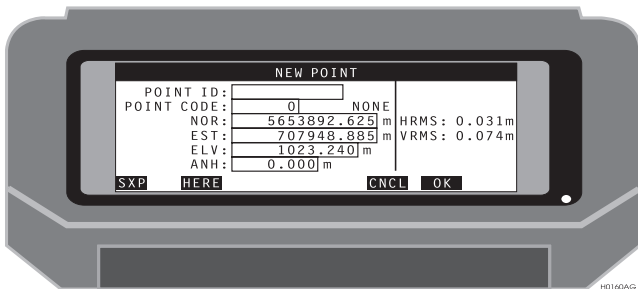 NEW POINT
POINT ID:
POINT CODE: 0 NONE
NOR: 5653892.625 m HRMS: 0.031m
EST: 707948.885 m VRMS: 0.074m
ELV: 1023.240 m
ANH: 0.000 m
SXP HERE CNCL OK
H0160AG